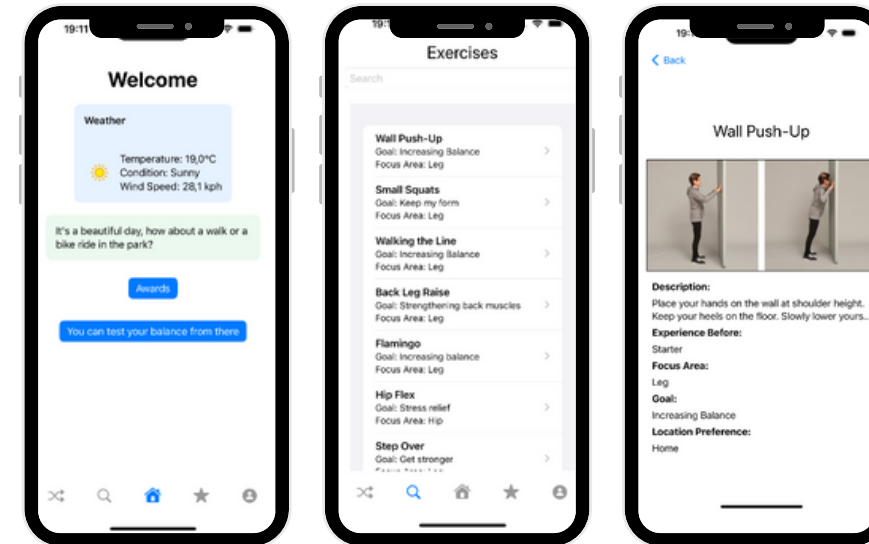 19:11
Welcome
Weather
Temperature: 19,0°C
Condition: Sunny
Wind Speed: 28,1 kph
It's a beautiful day, how about a walk or a
bike ride in the park?
Awards
You can test your balance from there
19:1
Exercises
Search
Wall Push-Up
Goal: Increasing Balance
Focus Area: Leg
Small Squats
Goal: Keep my form
Focus Area: Leg
Walking the Line
Goal: Increasing Balance
Focus Area: Leg
Back Leg Raise
Goal: Strengthening back muscles
Focus Area: Leg
Flamingo
Goal: Increasing balance
Focus Area: Leg
Hip Flex
Goal: Stress relief
Focus Area: Hip
Step Over
Goal: Get stronger
19:1
Back
Wall Push-Up
Description:
Place your hands on the wall at shoulder height.
Keep your heels on the floor. Slowly lower yours...
Experience Before:
Starter
Focus Area:
Leg
Goal:
Increasing Balance
Location Preference:
Home